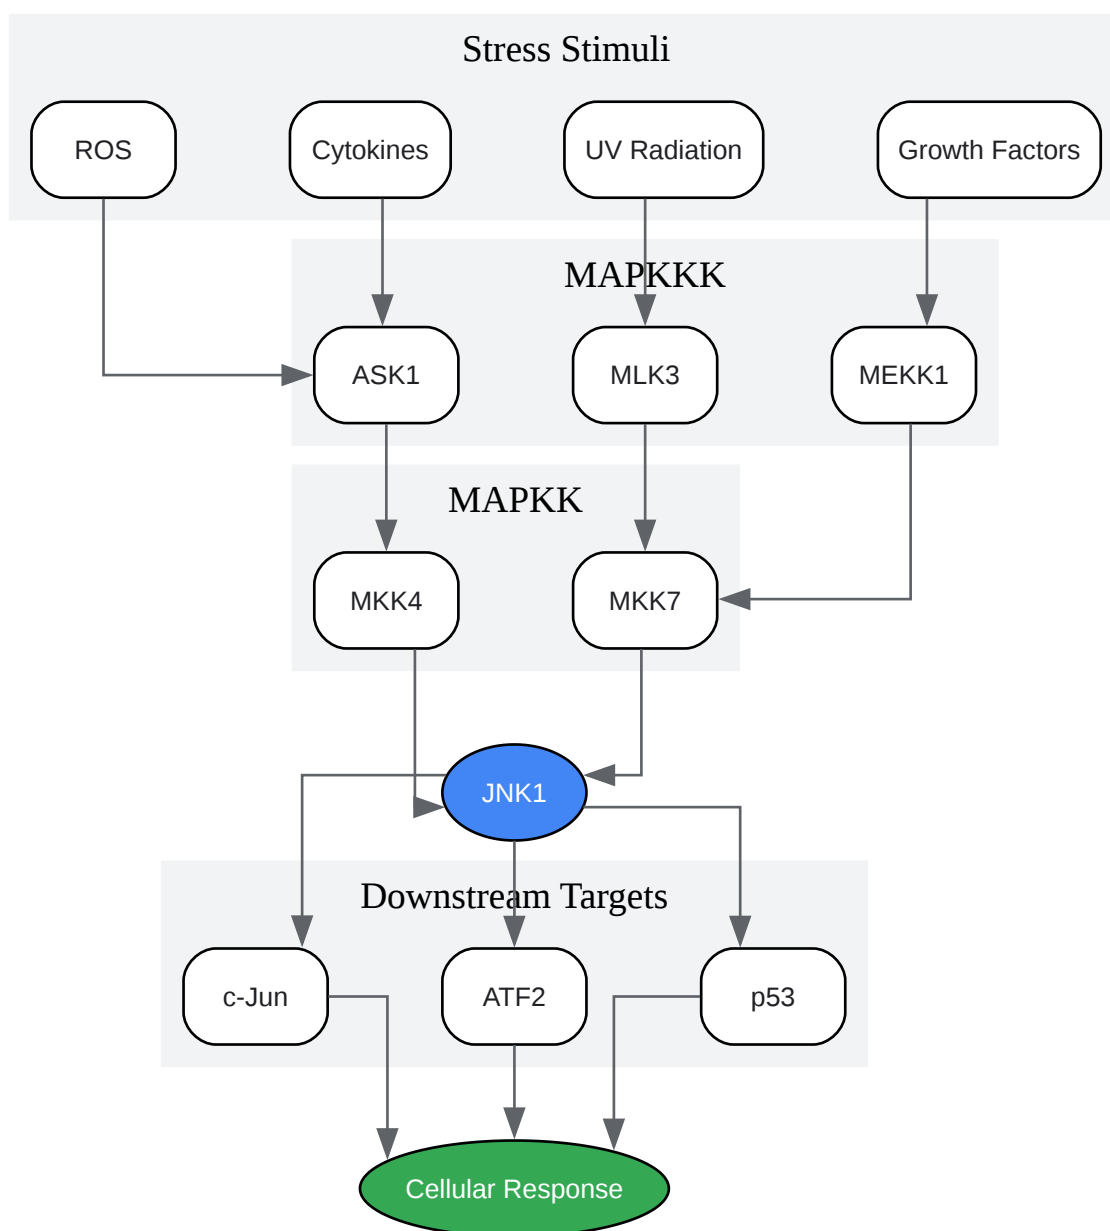 Stress Stimuli
ROS
Cytokines
UV Radiation
Growth Factors
MAPKKK
ASK1
MLK3
MEKK1
MAPKK
MKK4
MKK7
JNK1
Downstream Targets
c-Jun
ATF2
p53
Cellular Response